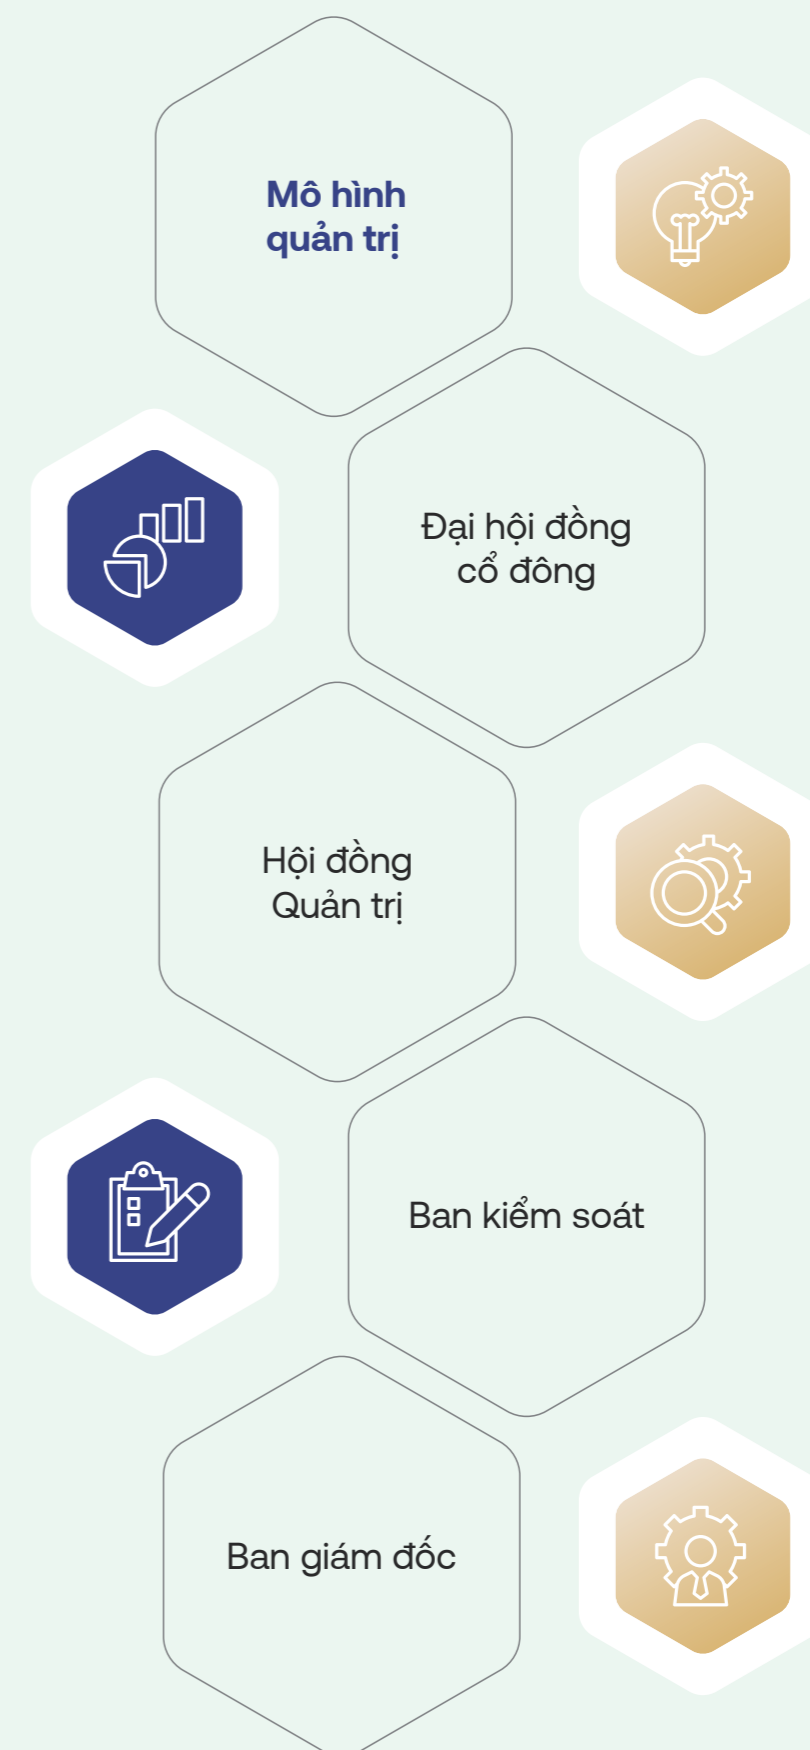 Mô hình
quản trị
Đại hội đồng
cổ đông
Hội đồng
Quản trị
Ban kiểm soát
Ban giám đốc